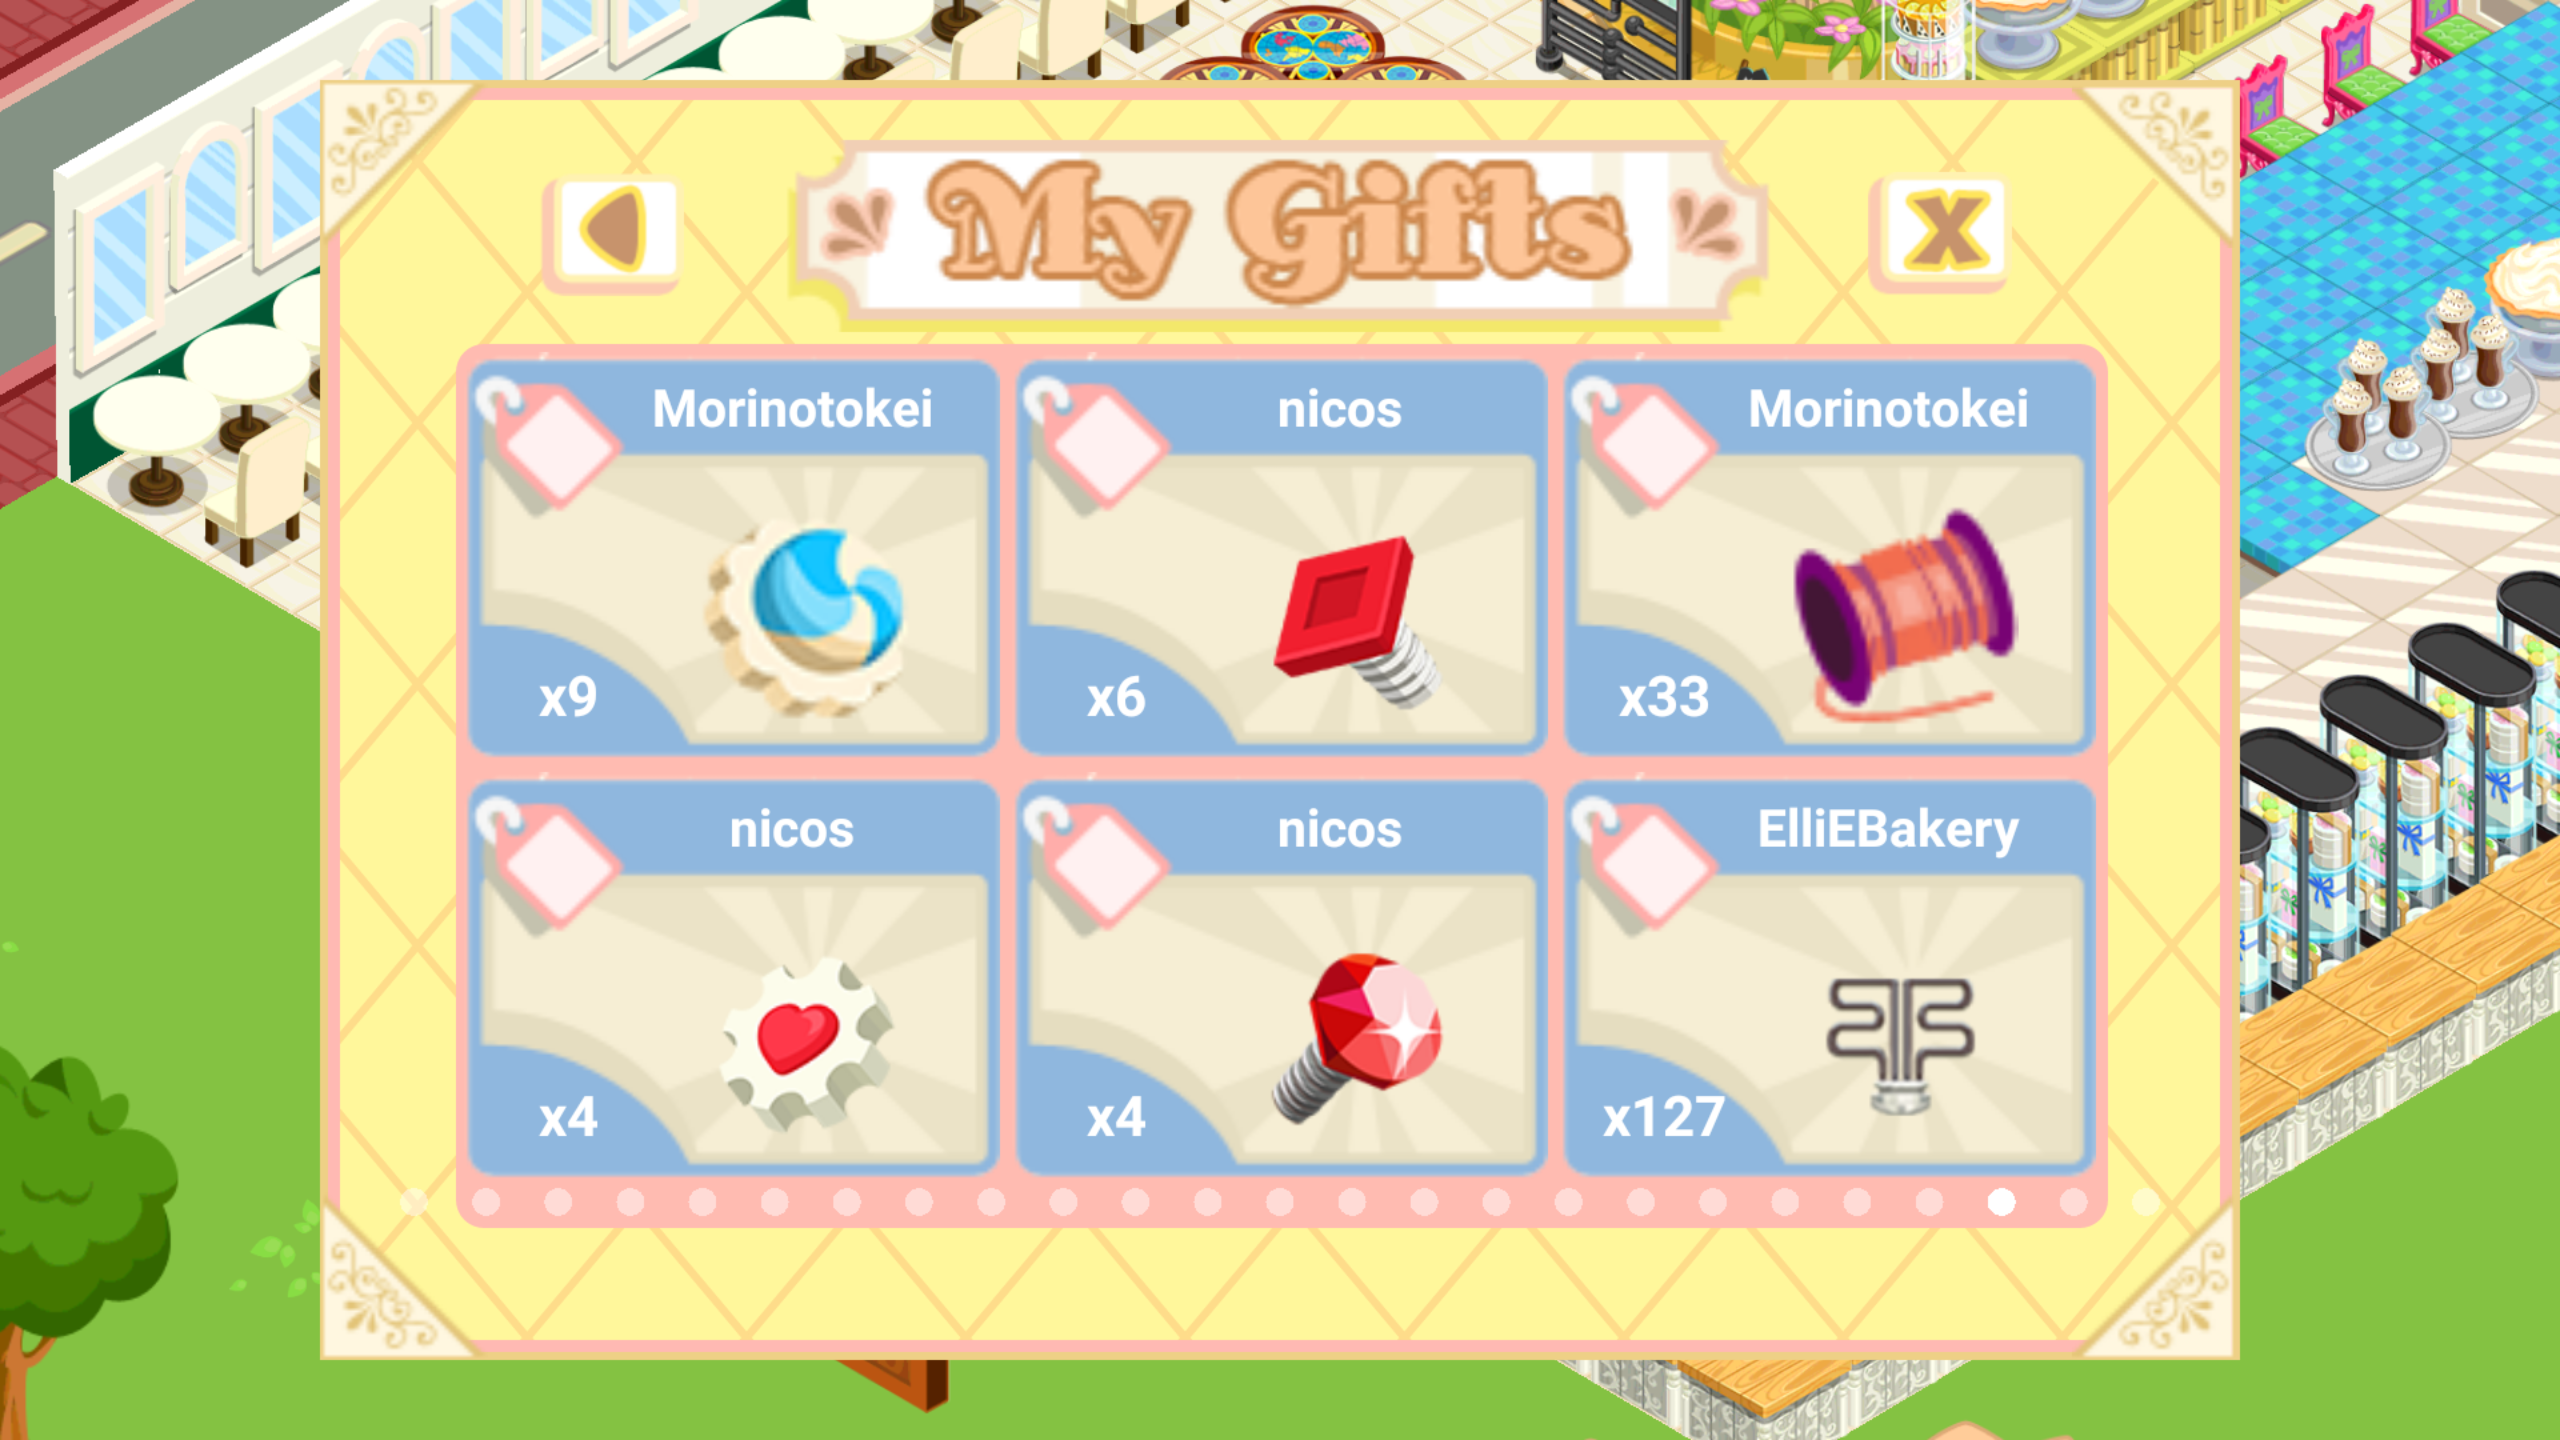 My Gifts
Morinotokei
nicos
Morinotokei
x9
x6
x33
nicos
nicos
ElliEBakery
x4
x4
x127